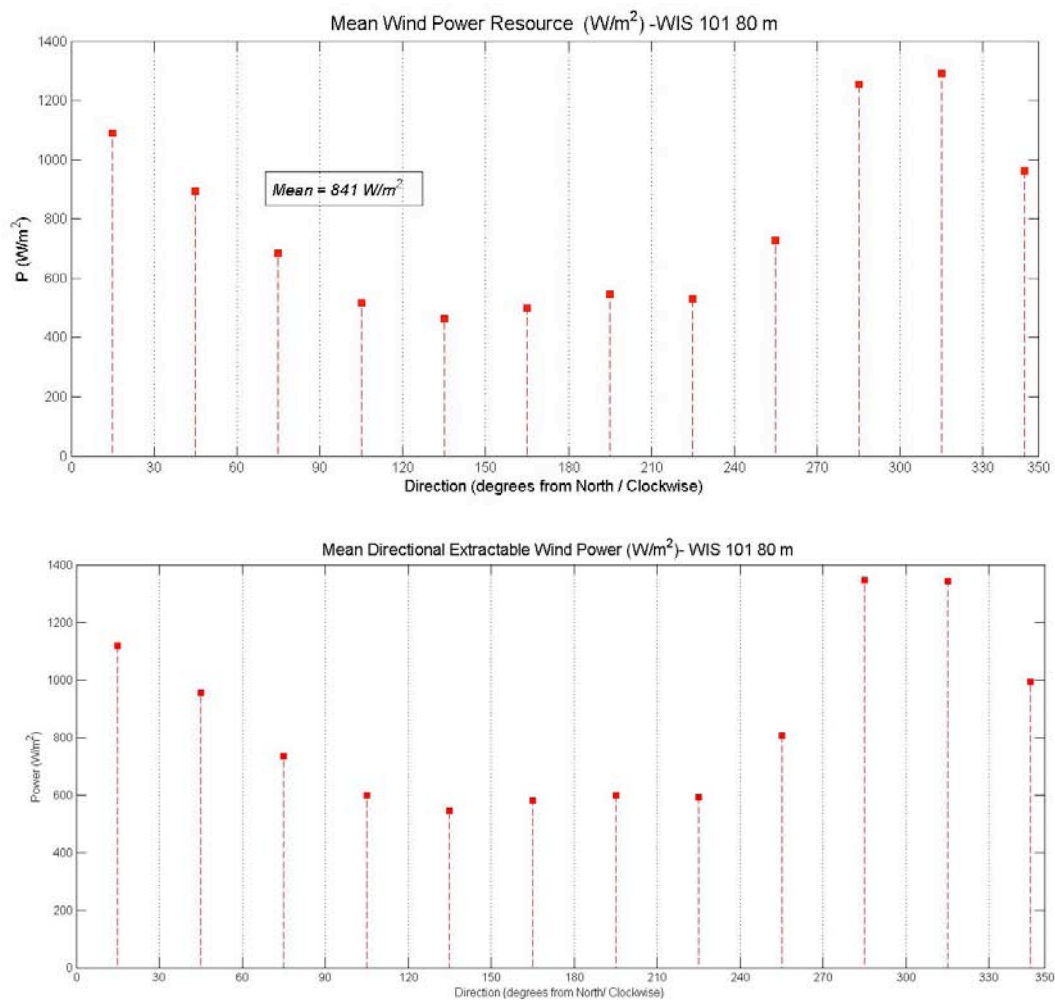 Mean Wind Power Resource (W/m²) -WIS 101 80 m
1400
1200
1000
800
600
400
200
0
P (W/m²)
Mean = 841 W/m²
0 30 60 90 120 150 180 210 240 270 300 330 350
Direction (degrees from North / Clockwise)
Mean Directional Extractable Wind Power (W/m²)- WIS 101 80 m
1400
1200
1000
800
600
400
200
0
Power (W/m²)
0 30 60 90 120 150 180 210 240 270 300 330 350
Direction (degrees from North/ Clockwise)